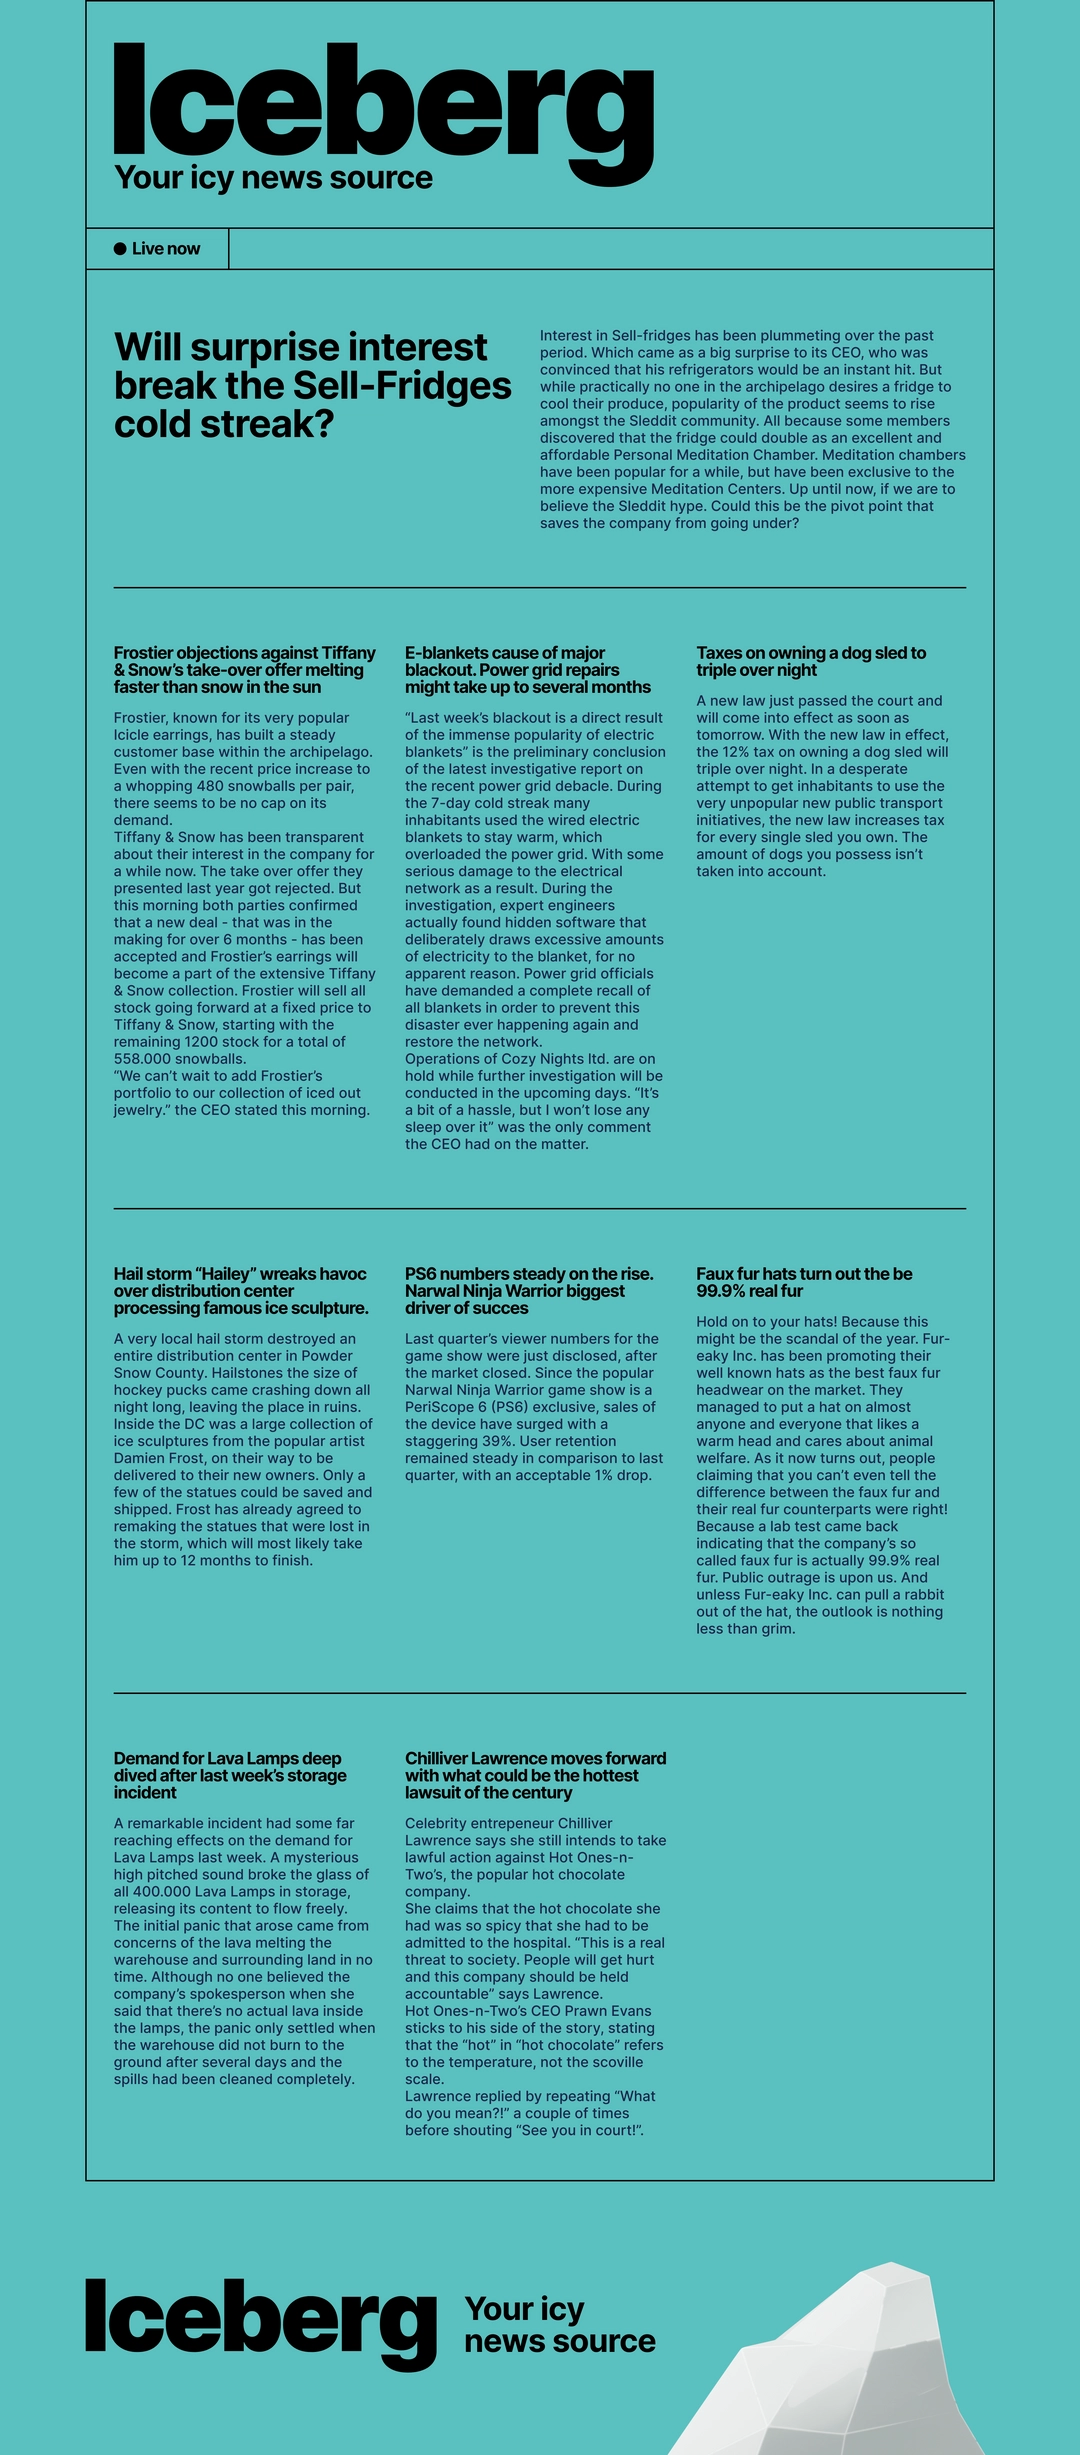 Iceberg
Your icy news source
Live now
Will surprise interest
break the Sell-Fridges
cold streak?
Interest in Sell-fridges has been plummeting over the past
period. Which came as a big surprise to its CEO, who was
convinced that his refrigerators would be an instant hit. But
while practically no one in the archipelago desires a fridge to
cool their produce, popularity of the product seems to rise
amongst the Sleddit community. All because some members
discovered that the fridge could double as an excellent and
affordable Personal Meditation Chamber. Meditation chambers
have been popular for a while, but have been exclusive to the
more expensive Meditation Centers. Up until now, if we are to
believe the Sleddit hype. Could this be the pivot point that
saves the company from going under?
Frostier objections against Tiffany
& Snow’s take-over offer melting
faster than snow in the sun
Frostier, known for its very popular
Icicle earrings, has built a steady
customer base within the archipelago.
Even with the recent price increase to
a whopping 480 snowballs per pair,
there seems to be no cap on its
demand.
Tiffany & Snow has been transparent
about their interest in the company for
a while now. The take over offer they
presented last year got rejected. But
this morning both parties confirmed
that a new deal - that was in the
making for over 6 months - has been
accepted and Frostier’s earrings will
become a part of the extensive Tiffany
& Snow collection. Frostier will sell all
stock going forward at a fixed price to
Tiffany & Snow, starting with the
remaining 1200 stock for a total of
558.000 snowballs.
“We can’t wait to add Frostier’s
portfolio to our collection of iced out
jewelry.” the CEO stated this morning.
E-blankets cause of major
blackout. Power grid repairs
might take up to several months
“Last week’s blackout is a direct result
of the immense popularity of electric
blankets” is the preliminary conclusion
of the latest investigative report on
the recent power grid debacle. During
the 7-day cold streak many
inhabitants used the wired electric
blankets to stay warm, which
overloaded the power grid. With some
serious damage to the electrical
network as a result. During the
investigation, expert engineers
actually found hidden software that
deliberately draws excessive amounts
of electricity to the blanket, for no
apparent reason. Power grid officials
have demanded a complete recall of
all blankets in order to prevent this
disaster ever happening again and
restore the network.
Operations of Cozy Nights ltd. are on
hold while further investigation will be
conducted in the upcoming days. “It’s
a bit of a hassle, but I won’t lose any
sleep over it” was the only comment
the CEO had on the matter.
Taxes on owning a dog sled to
triple over night
A new law just passed the court and
will come into effect as soon as
tomorrow. With the new law in effect,
the 12% tax on owning a dog sled will
triple over night. In a desperate
attempt to get inhabitants to use the
very unpopular new public transport
initiatives, the new law increases tax
for every single sled you own. The
amount of dogs you possess isn’t
taken into account.
Hail storm “Hailey” wreaks havoc
over distribution center
processing famous ice sculpture.
A very local hail storm destroyed an
entire distribution center in Powder
Snow County. Hailstones the size of
hockey pucks came crashing down all
night long, leaving the place in ruins.
Inside the DC was a large collection of
ice sculptures from the popular artist
Damien Frost, on their way to be
delivered to their new owners. Only a
few of the statues could be saved and
shipped. Frost has already agreed to
remaking the statues that were lost in
the storm, which will most likely take
him up to 12 months to finish.
PS6 numbers steady on the rise.
Narwal Ninja Warrior biggest
driver of succes
Last quarter’s viewer numbers for the
game show were just disclosed, after
the market closed. Since the popular
Narwal Ninja Warrior game show is a
PeriScope 6 (PS6) exclusive, sales of
the device have surged with a
staggering 39%. User retention
remained steady in comparison to last
quarter, with an acceptable 1% drop.
Faux fur hats turn out the be
99.9% real fur
Hold on to your hats! Because this
might be the scandal of the year. Fur-
eaky Inc. has been promoting their
well known hats as the best faux fur
headwear on the market. They
managed to put a hat on almost
anyone and everyone that likes a
warm head and cares about animal
welfare. As it now turns out, people
claiming that you can’t even tell the
difference between the faux fur and
their real fur counterparts were right!
Because a lab test came back
indicating that the company’s so
called faux fur is actually 99.9% real
fur. Public outrage is upon us. And
unless Fur-eaky Inc. can pull a rabbit
out of the hat, the outlook is nothing
less than grim.
Demand for Lava Lamps deep
dived after last week’s storage
incident
A remarkable incident had some far
reaching effects on the demand for
Lava Lamps last week. A mysterious
high pitched sound broke the glass of
all 400.000 Lava Lamps in storage,
releasing its content to flow freely.
The initial panic that arose came from
concerns of the lava melting the
warehouse and surrounding land in no
time. Although no one believed the
company’s spokesperson when she
said that there’s no actual lava inside
the lamps, the panic only settled when
the warehouse did not burn to the
ground after several days and the
spills had been cleaned completely.
Chilliver Lawrence moves forward
with what could be the hottest
lawsuit of the century
Celebrity entrepeneur Chilliver
Lawrence says she still intends to take
lawful action against Hot Ones-n-
Two’s, the popular hot chocolate
company.
She claims that the hot chocolate she
had was so spicy that she had to be
admitted to the hospital. “This is a real
threat to society. People will get hurt
and this company should be held
accountable” says Lawrence.
Hot Ones-n-Two’s CEO Prawn Evans
sticks to his side of the story, stating
that the “hot” in “hot chocolate” refers
to the temperature, not the scoville
scale.
Lawrence replied by repeating “What
do you mean?!” a couple of times
before shouting “See you in court!”.
Iceberg
Your icy
news source